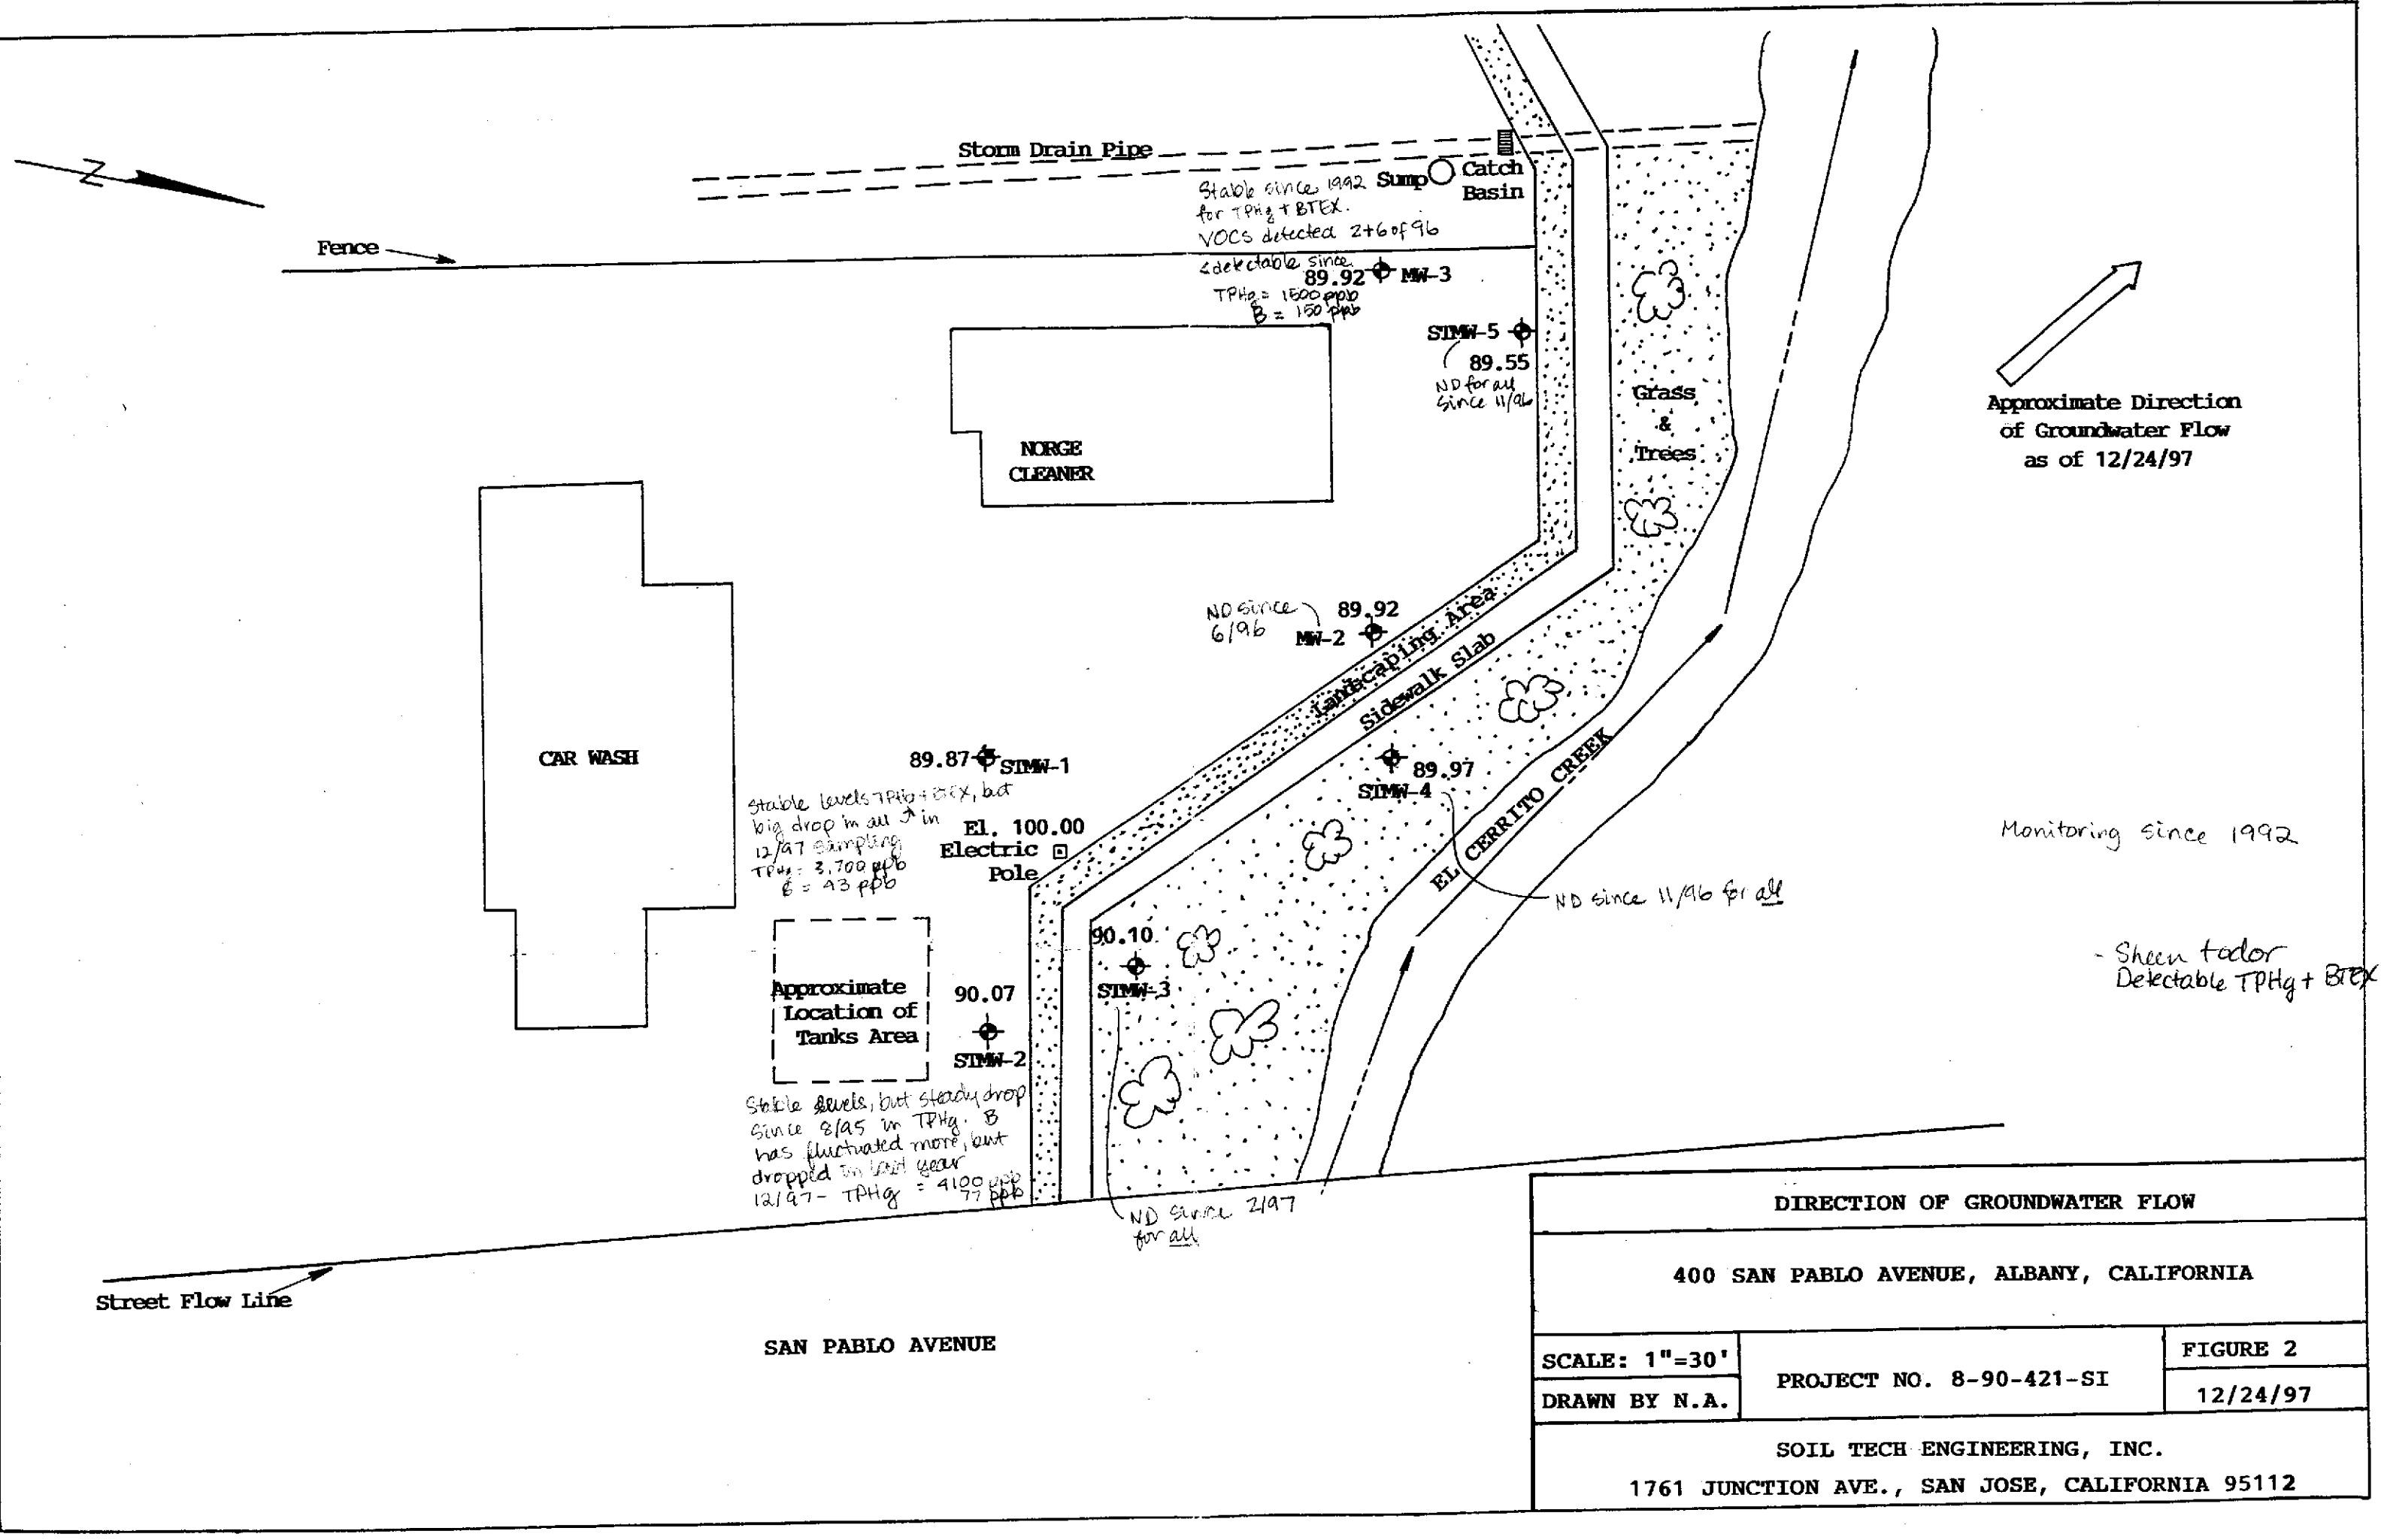 Storm Drain Pipe
N
Fence
Stable since 1992
for TPHg + BTEX.
VOCS detected 2+6 of 96
Sump
Catch
Basin
detectable since
89.92
MW-3
TPHg = 1500 ppb
B = 150 ppb
STMW-5
89.55
ND for all
since 11/96
Grass
&
Trees
Approximate Direction
of Groundwater Flow
as of 12/24/97
NORGE
CLEANER
ND since
6/96
89.92
MW-2
Landscaping Area
Sidewalk Slab
CAR WASH
89.87
STMW-1
Stable levels TPHg + BTEX, but
big drop in all in
12/97 sampling
TPHg = 3,700 ppb
B = 43 ppb
El. 100.00
Electric
Pole
89.97
STMW-4
EL CERRITO CREEK
Monitoring since 1992
ND since 11/96 for all
- Sheen + odor
Detectable TPHg + BTEX
90.10
STMW-3
Approximate
Location of
Tanks Area
90.07
STMW-2
Stable levels, but steady drop
since 8/95 in TPHg. B
has fluctuated more, but
dropped in last year
12/97 - TPHg = 4100 ppb
77 ppb
ND since 2/97
for all
Street Flow Line
SAN PABLO AVENUE
DIRECTION OF GROUNDWATER FLOW
400 SAN PABLO AVENUE, ALBANY, CALIFORNIA
SCALE: 1"=30'
DRAWN BY N.A.
PROJECT NO. 8-90-421-SI
FIGURE 2
12/24/97
SOIL TECH ENGINEERING, INC.
1761 JUNCTION AVE., SAN JOSE, CALIFORNIA 95112